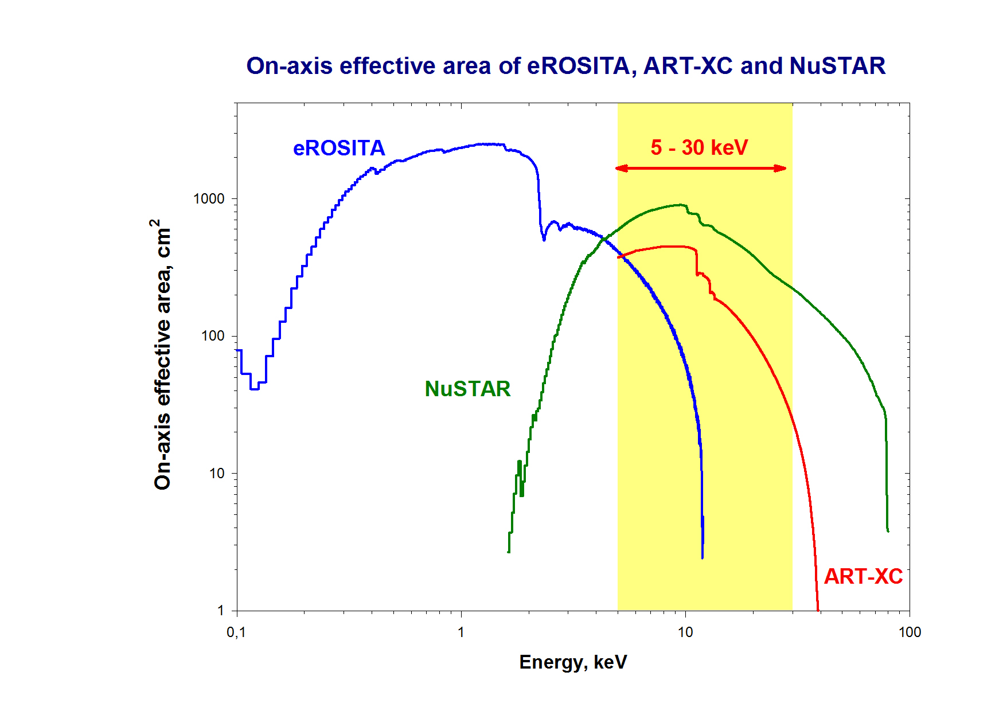 On-axis effective area of eROSITA, ART-XC and NuSTAR
eROSITA
5 - 30 keV
1000
100
10
1
On-axis effective area, cm²
NuSTAR
ART-XC
0,1
1
10
100
Energy, keV